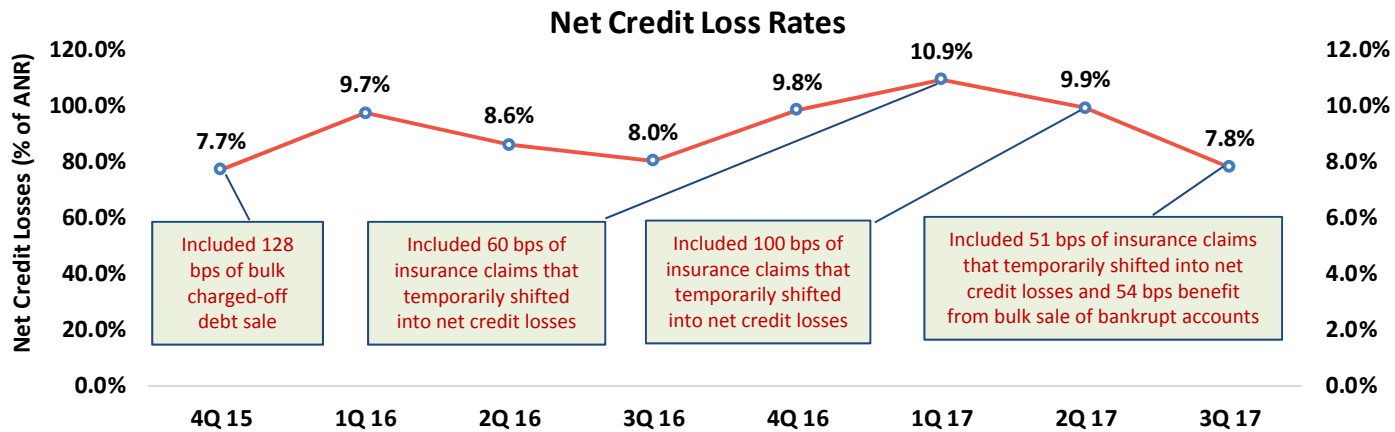 Net Credit Loss Rates
Net Credit Losses (% of ANR)
120.0%
100.0%
80.0%
60.0%
40.0%
20.0%
0.0%
12.0%
10.0%
8.0%
6.0%
4.0%
2.0%
0.0%
7.7%
9.7%
8.6%
8.0%
9.8%
10.9%
9.9%
7.8%
Included 128
bps of bulk
charged-off
debt sale
Included 60 bps of
insurance claims that
temporarily shifted
into net credit losses
Included 100 bps of
insurance claims that
temporarily shifted
into net credit losses
Included 51 bps of insurance claims
that temporarily shifted into net
credit losses and 54 bps benefit
from bulk sale of bankrupt accounts
4Q 15
1Q 16
2Q 16
3Q 16
4Q 16
1Q 17
2Q 17
3Q 17